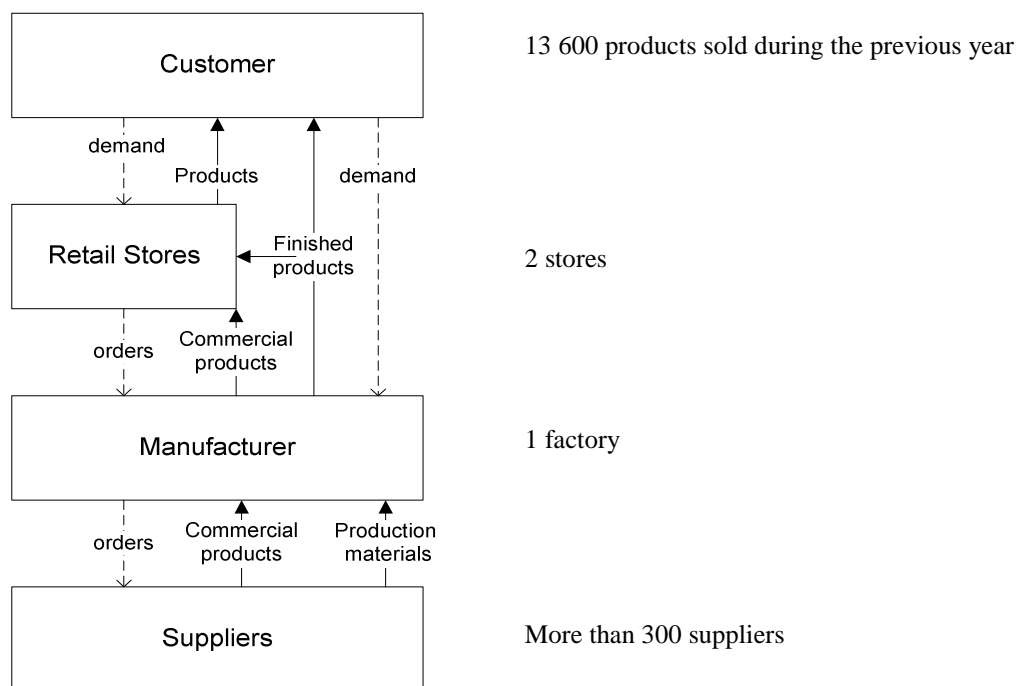 Customer
13 600 products sold during the previous year
demand
Products
demand
Retail Stores
Finished
products
2 stores
orders
Commercial
products
Manufacturer
1 factory
orders
Commercial
products
Production
materials
Suppliers
More than 300 suppliers